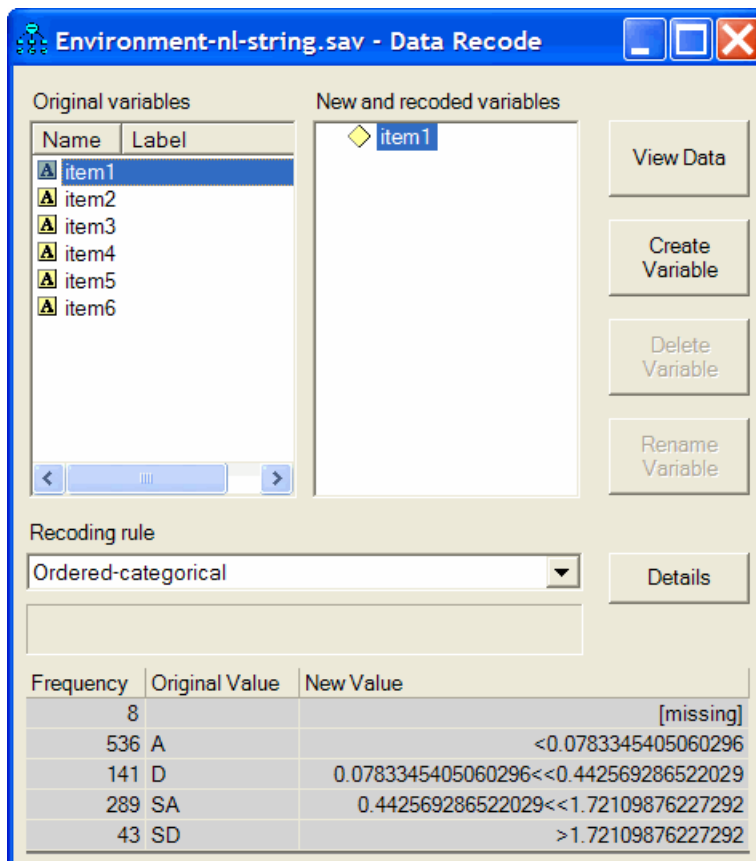 Environment-nl-string.sav - Data Recode
Original variables
New and recoded variables
Name Label
item1
item2
item3
item4
item5
item6
item1
View Data
Create
Variable
Delete
Variable
Rename
Variable
Recoding rule
Ordered-categorical
Details
Frequency Original Value New Value
8 [missing]
536 A <0.0783345405060296
141 D 0.0783345405060296<<0.442569286522029
289 SA 0.442569286522029<<1.72109876227292
43 SD >1.72109876227292